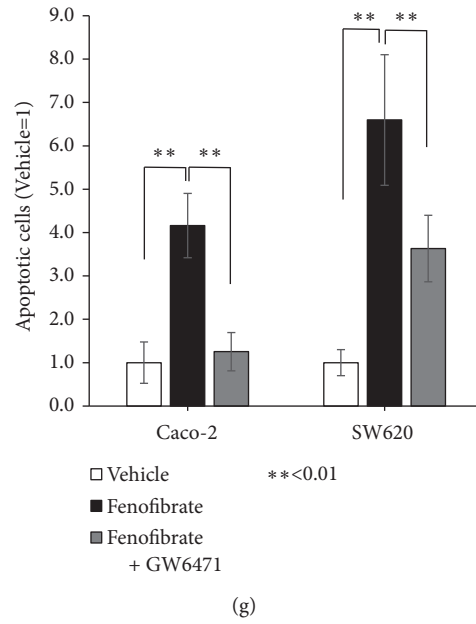 9.0
8.0
7.0
6.0
5.0
4.0
3.0
2.0
1.0
0.0
Apoptotic cells (Vehicle=1)
** **
** **
Caco-2 SW620
Vehicle **<0.01
Fenofibrate
Fenofibrate
+ GW6471
(g)